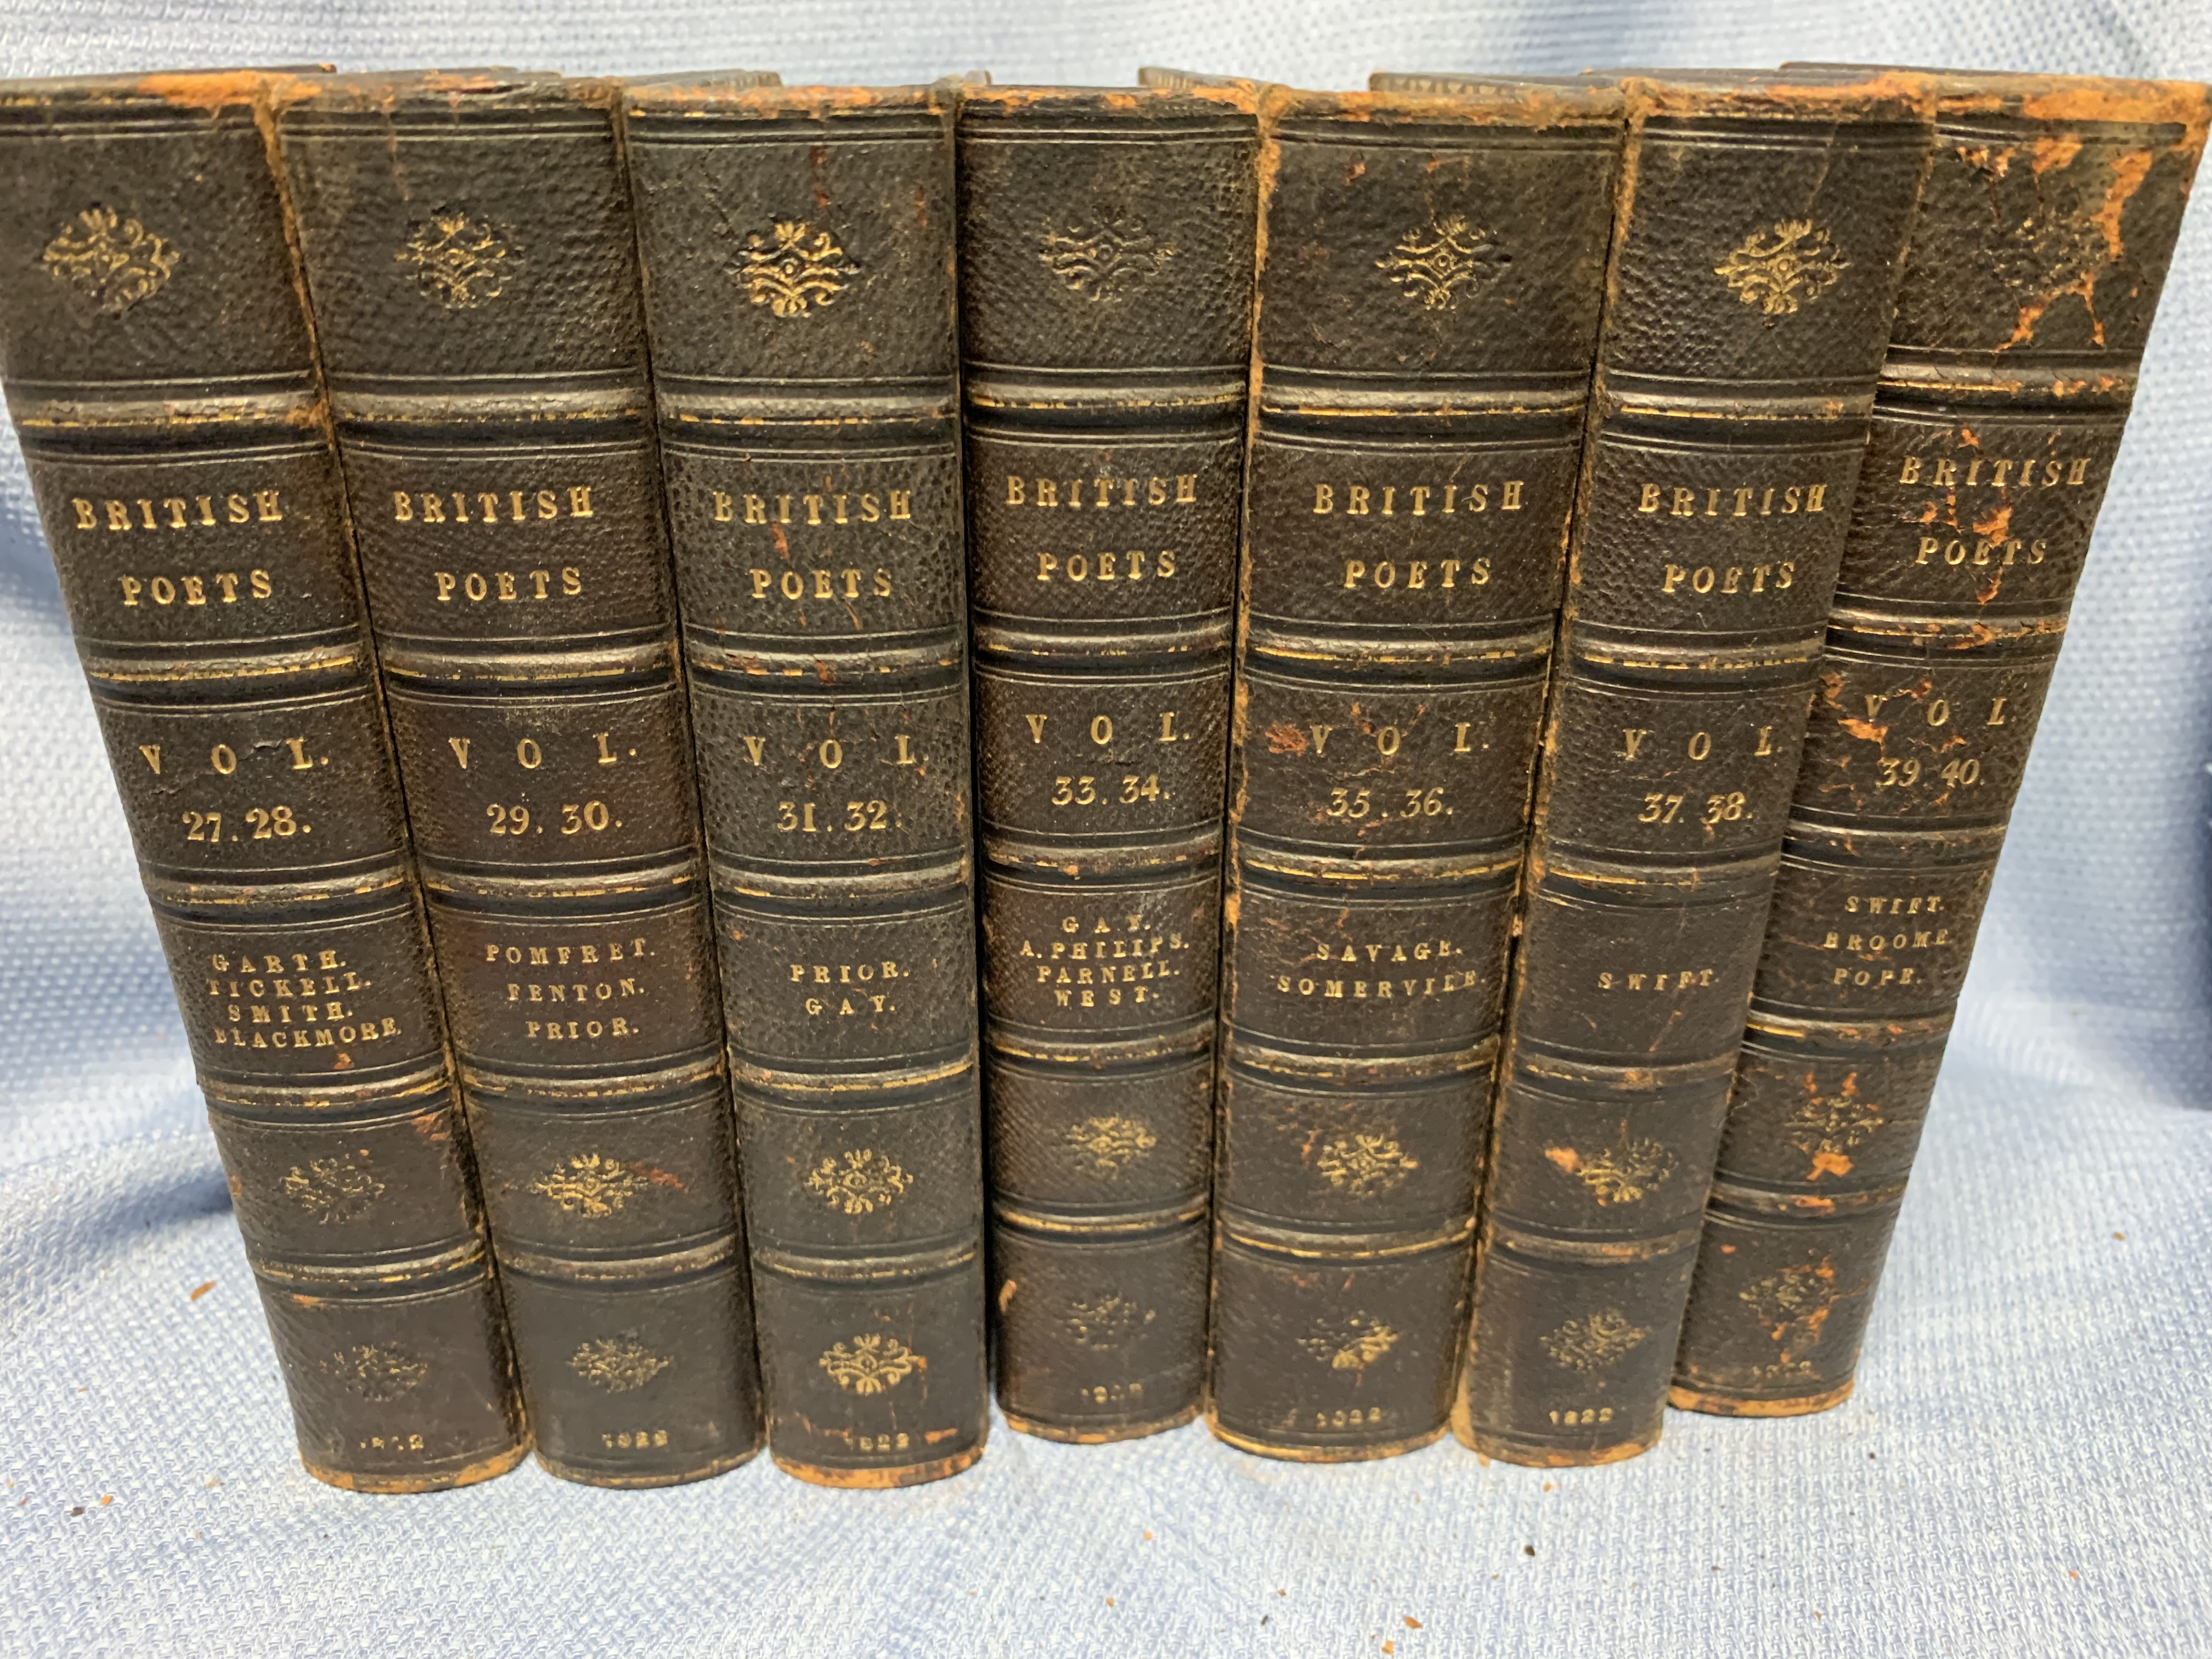 BRITISH
POETS
VOL.
27.28.
GARTH.
TICKELL.
SMITH.
BLACKMORE.
BRITISH
POETS
VOL.
29.30.
POMFRET.
FENTON.
PRIOR.
1822
BRITISH
POETS
VOL.
31.32.
PRIOR.
GAY.
1822
BRITISH
POETS
VOL.
33.34.
GAY.
A.PHILIPS.
PARNELL.
WEST.
BRITISH
POETS
VOL.
35.36.
SAVAGE.
SOMERVILE.
1822
BRITISH
POETS
VOL.
37.38.
SWIFT.
1822
BRITISH
POETS
VOL
39.40.
SWIFT.
BROOME.
POPE.